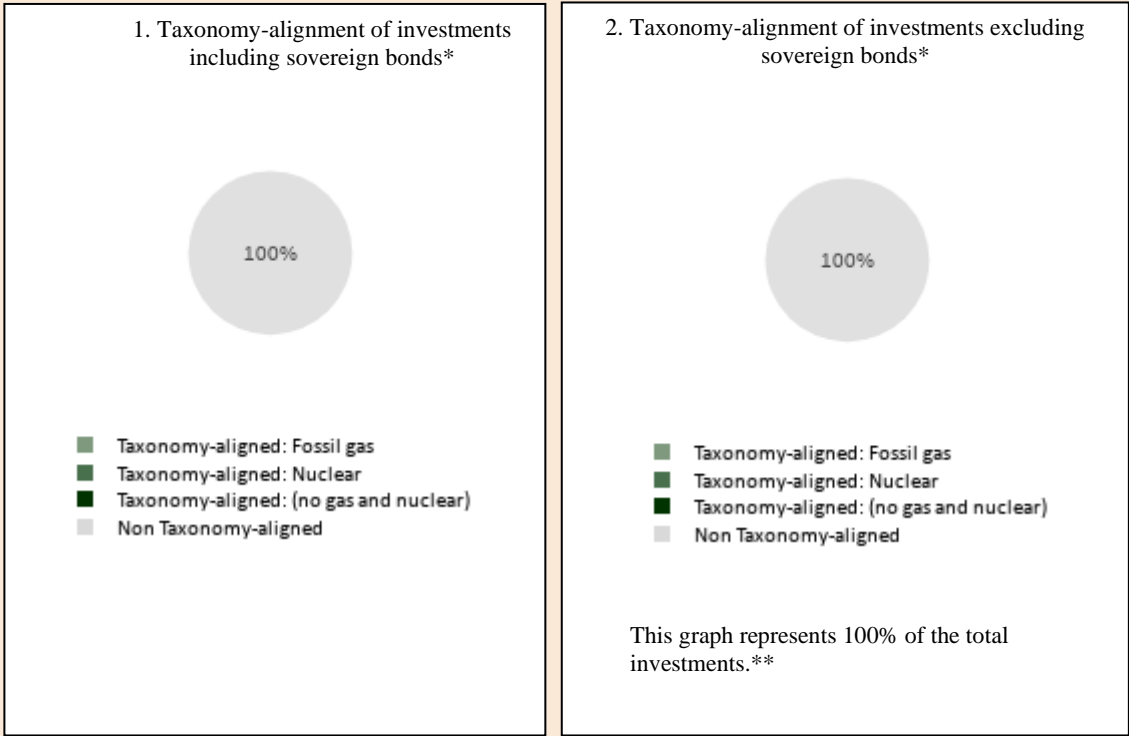 1. Taxonomy-alignment of investments
including sovereign bonds*
100%
Taxonomy-aligned: Fossil gas
Taxonomy-aligned: Nuclear
Taxonomy-aligned: (no gas and nuclear)
Non Taxonomy-aligned
2. Taxonomy-alignment of investments excluding
sovereign bonds*
100%
Taxonomy-aligned: Fossil gas
Taxonomy-aligned: Nuclear
Taxonomy-aligned: (no gas and nuclear)
Non Taxonomy-aligned
This graph represents 100% of the total
investments.**